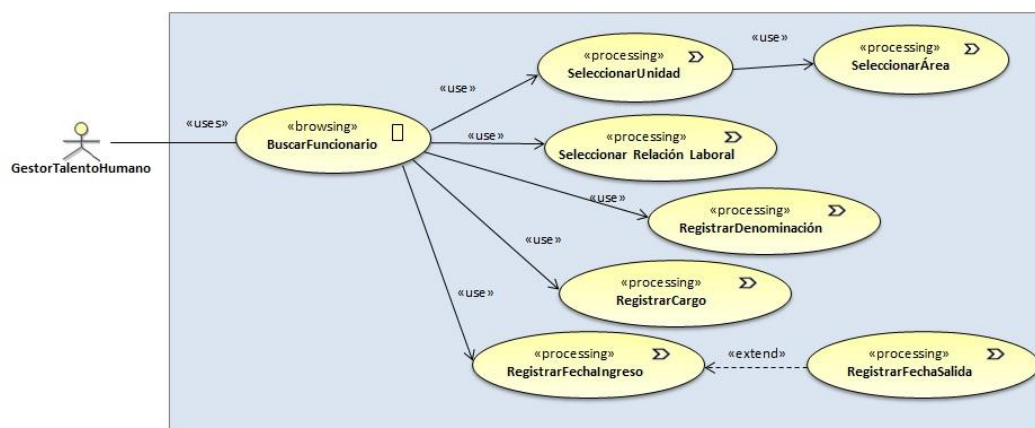 «processing»
SeleccionarUnidad
«use»
«processing»
SeleccionarÁrea
«use»
«uses»
«browsing»
BuscarFuncionario
GestorTalentoHumano
«use»
«processing»
Seleccionar Relación Laboral
«use»
«processing»
RegistrarDenominación
«use»
«processing»
RegistrarCargo
«use»
«processing»
RegistrarFechaIngreso
«extend»
«processing»
RegistrarFechaSalida